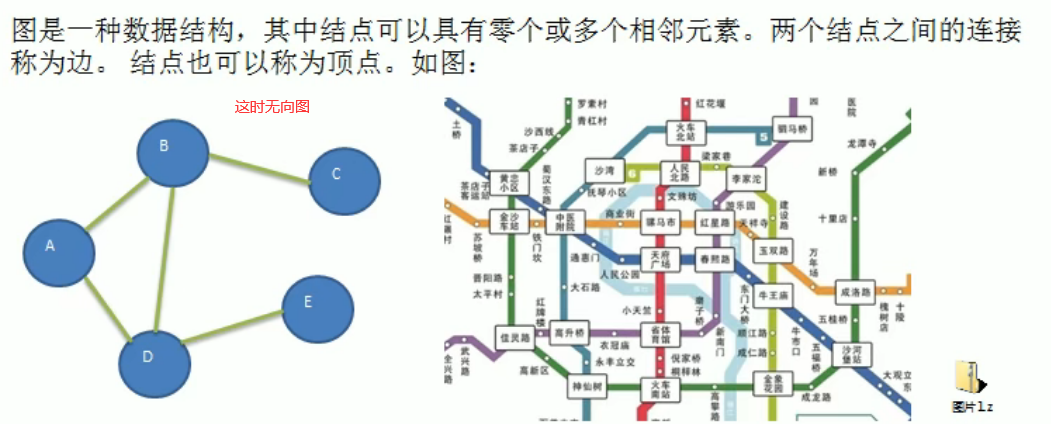 图是一种数据结构，其中结点可以具有零个或多个相邻元素。两个结点之间的连接
称为边。 结点也可以称为顶点。如图：
这时无向图
B
C
A
E
D
罗素村
青杠村
沙西线
茶店子
土桥
红花堰
火车北站
5
驷马桥
园
医院
龙潭寺
新桥
十里店
黄忠小区
茶店子客运站
蜀汉东路
沙湾
抚琴小区
6
人民北路
梁家巷
李家沱
文殊坊
游乐园
建设路
金沙车站
中医附院
商业街
骡马市
红星路
天祥寺
苏坡桥
铁门坎
通惠门
天府广场
春熙路
玉双路
万年场
人民公园
晋阳路
太平村
大石路
东门大桥
牛王庙
成洛路
槐树店
十陵
红牌楼
小天竺
磨子桥
顺江路
五桂桥
佳灵路
高升桥
衣冠庙
省体育馆
新南门
成仁路
牛市口
五福桥
沙河堡站
武兴路
金兴路
高新区
永丰立交
倪家桥
桐梓林
神仙树
火车南站
高攀路
金象花园
成龙路
大观立
东
图片1.z